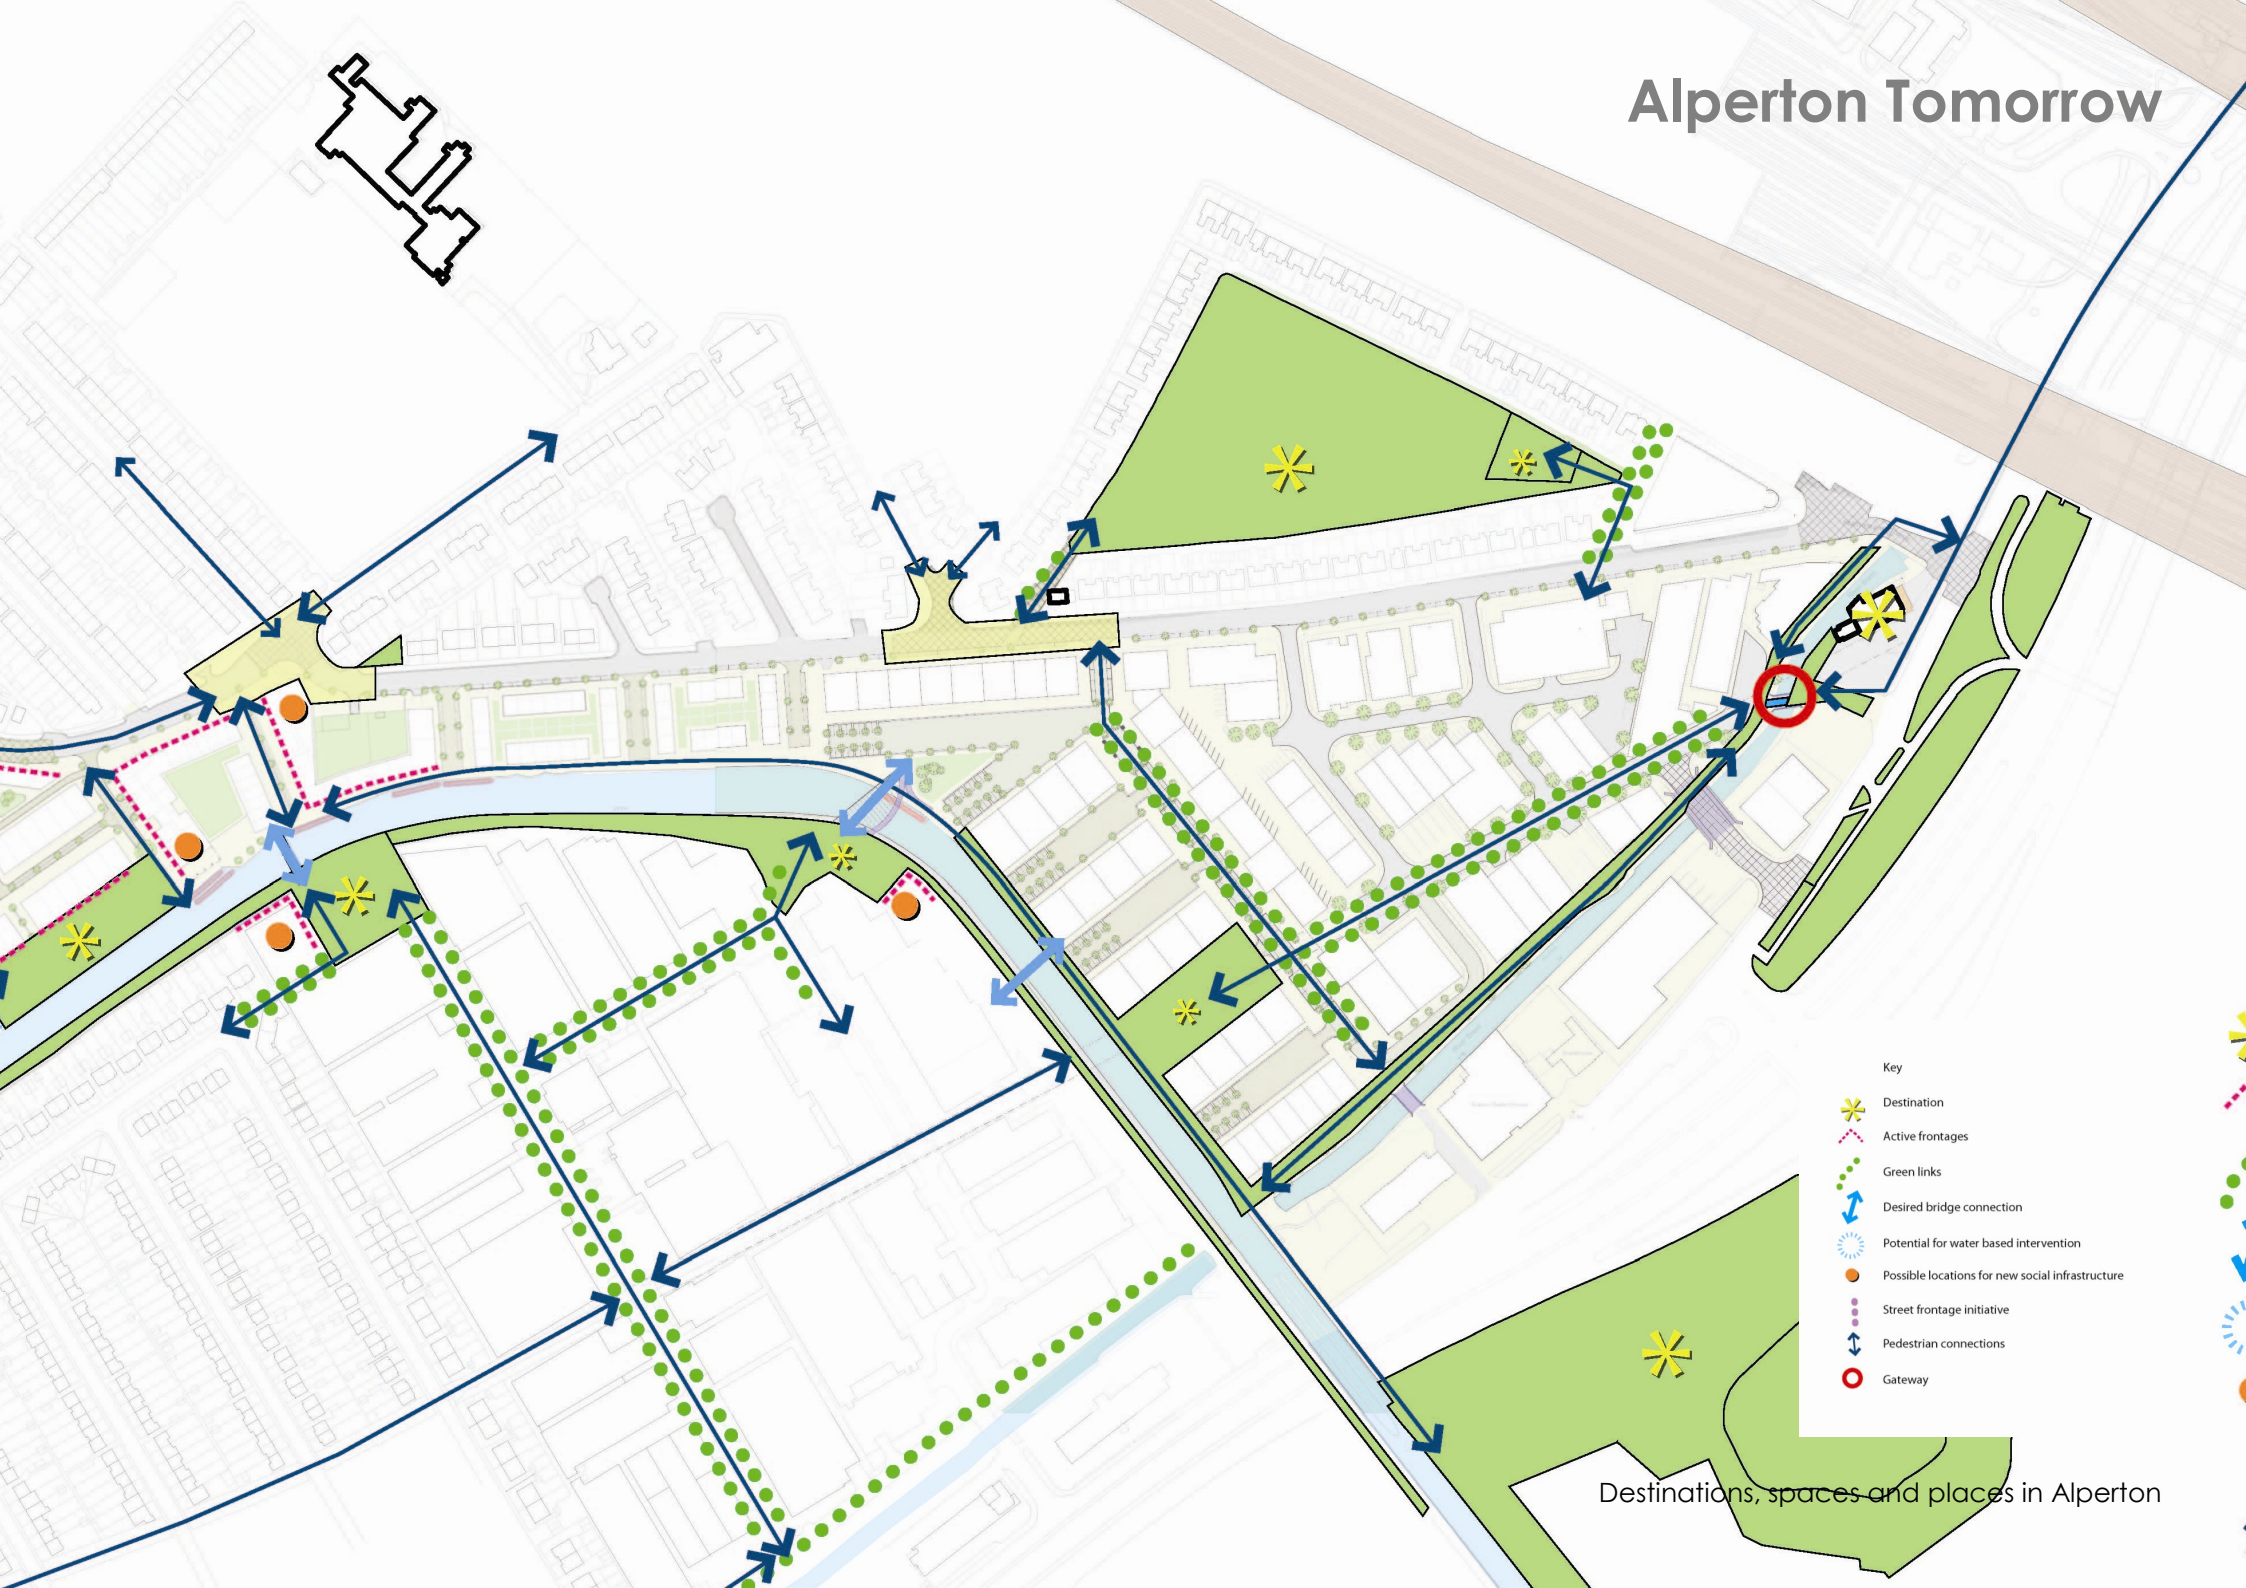 Alperton Tomorrow
Key
Destination
Active frontages
Green links
Desired bridge connection
Potential for water based intervention
Possible locations for new social infrastructure
Street frontage initiative
Pedestrian connections
Gateway
Destinations, spaces and places in Alperton